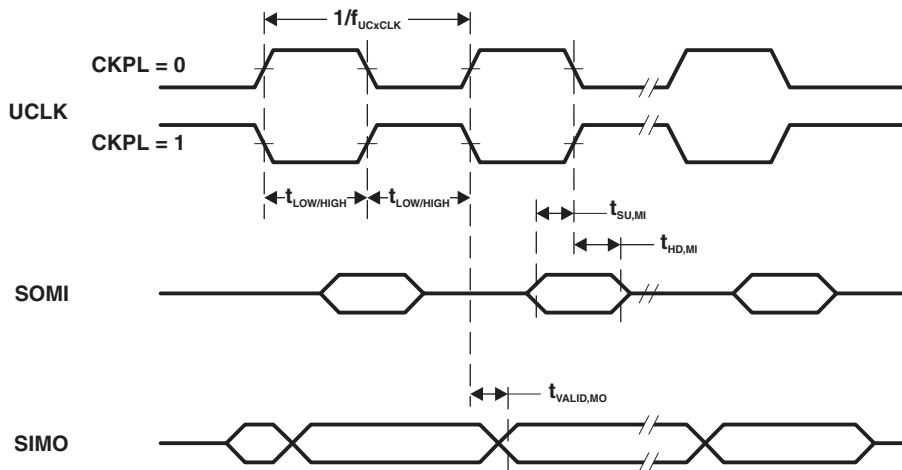 1/fUCxCLK
CKPL = 0
UCLK
CKPL = 1
tLOW/HIGH tLOW/HIGH
tSU,MI
tHD,MI
SOMI
tVALID,MO
SIMO